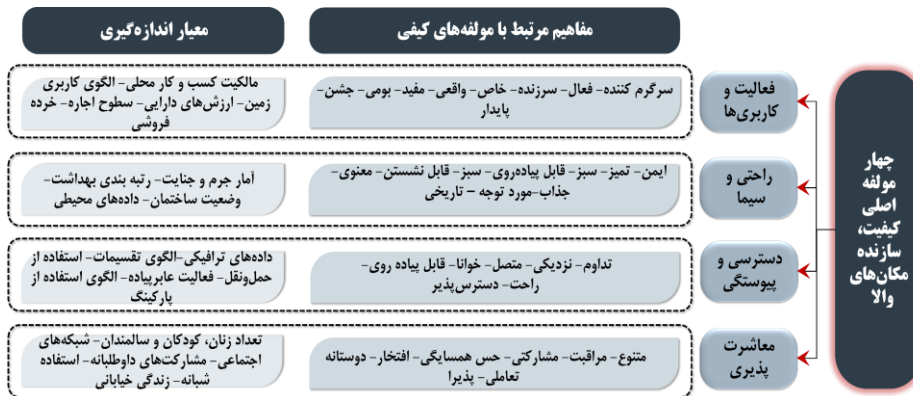 مفاهیم مرتبط با مولفه‌های کیفی
معیار اندازه‌گیری
چهار
مولفه
اصلی
کیفیت،
سازنده
مکان‌های
والا
فعالیت و
کاربری‌ها
سرگرم کننده- فعال- سرزنده- خاص- واقعی- مفید- بومی- جشن-
پایدار
مالکیت کسب و کار محلی- الگوی کاربری
زمین- ارزش‌های دارایی- سطوح اجاره- خرده
فروشی
راحتی و
سیما
ایمن- تمیز- سبز- قابل پیاده‌روی- سبز- قابل نشستن- معنوی-
جذاب-مورد توجه – تاریخی
آمار جرم و جنایت- رتبه بندی بهداشت-
وضعیت ساختمان- داده‌های محیطی
دسترسی و
پیوستگی
تداوم- نزدیکی- متصل- خوانا- قابل پیاده روی-
راحت- دسترس‌پذیر
داده‌های ترافیکی-الگوی تقسیمات- استفاده از
حمل‌ونقل- فعالیت عابرپیاده- الگوی استفاده از
پارکینگ
معاشرت
پذیری
متنوع- مراقبت- مشارکتی- حس همسایگی- افتخار- دوستانه
تعاملی- پذیرا
تعداد زنان، کودکان و سالمندان- شبکه‌های
اجتماعی- مشارکت‌های داوطلبانه- استفاده
شبانه- زندگی خیابانی